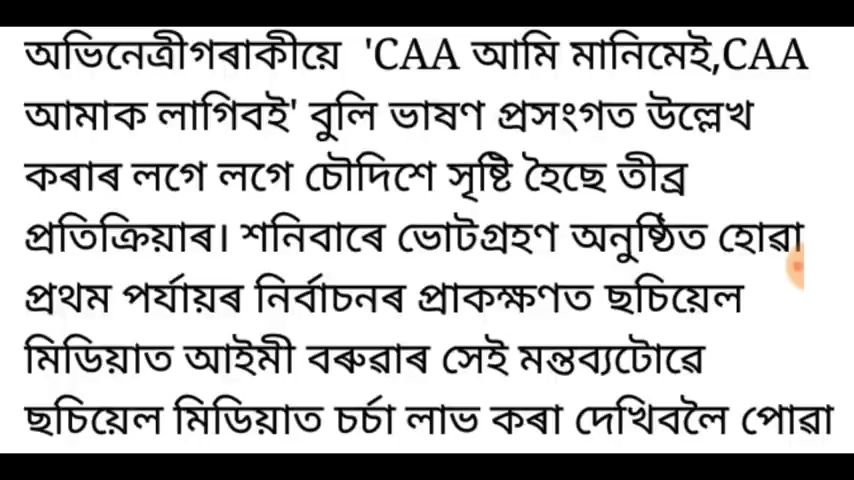 অভিনেত্ৰীগৰাকীয়ে 'CAA আমি মানিমেই,CAA
আমাক লাগিবই' বুলি ভাষণ প্ৰসংগত উল্লেখ
কৰাৰ লগে লগে চৌদিশে সৃষ্টি হৈছে তীব্ৰ
প্ৰতিক্ৰিয়াৰ। শনিবাৰে ভোটগ্ৰহণ অনুষ্ঠিত হোৱা
প্ৰথম পৰ্যায়ৰ নিৰ্বাচনৰ প্ৰাকক্ষণত ছচিয়েল
মিডিয়াত আইমী বৰুৱাৰ সেই মন্তব্যটোৱে
ছচিয়েল মিডিয়াত চৰ্চা লাভ কৰা দেখিবলৈ পোৱা